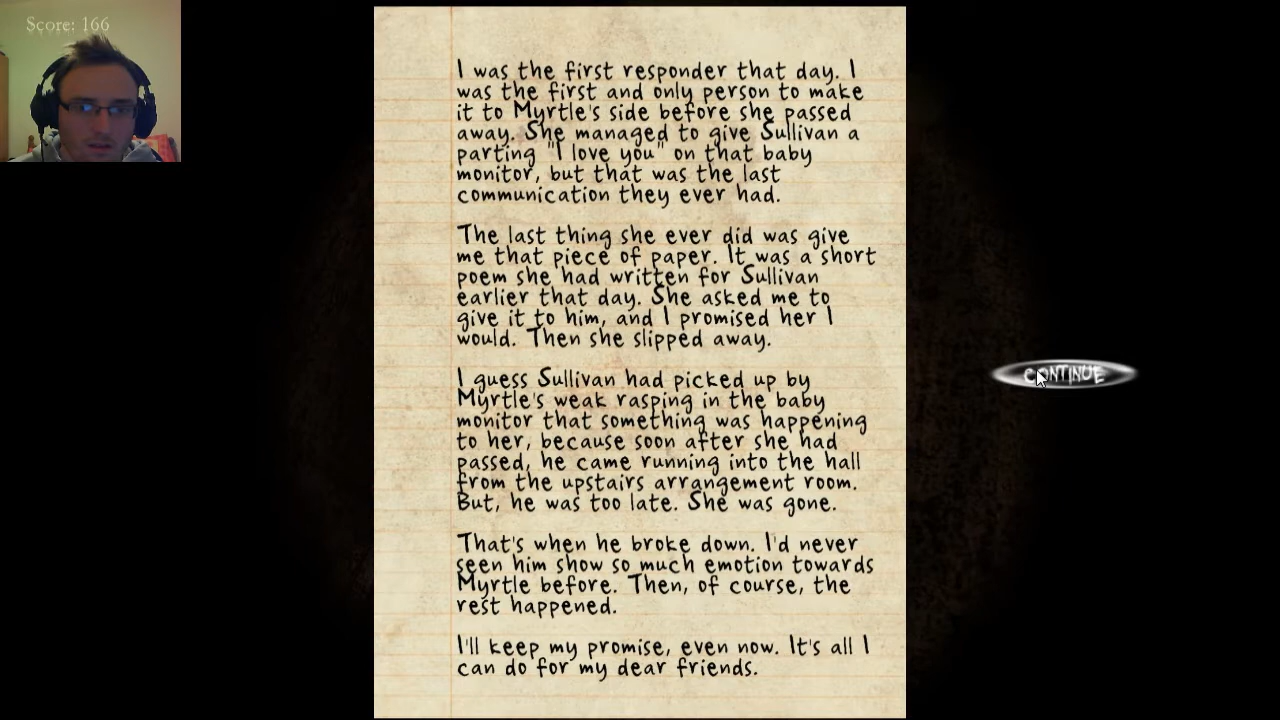 Score: 166
I was the first responder that day. I
was the first and only person to make
it to Myrtle's side before she passed
away. She managed to give Sullivan a
parting "I love you" on that baby
monitor, but that was the last
communication they ever had.
The last thing she ever did was give
me that piece of paper. It was a short
poem she had written for Sullivan
earlier that day. She asked me to
give it to him, and I promised her I
would. Then she slipped away.
I guess Sullivan had picked up by
Myrtle's weak rasping in the baby
monitor that something was happening
to her, because soon after she had
passed, he came running into the hall
from the upstairs arrangement room.
But, he was too late. She was gone.
That's when he broke down. I'd never
seen him show so much emotion towards
Myrtle before. Then, of course, the
rest happened.
I'll keep my promise, even now. It's all I
can do for my dear friends.
CONTINUE